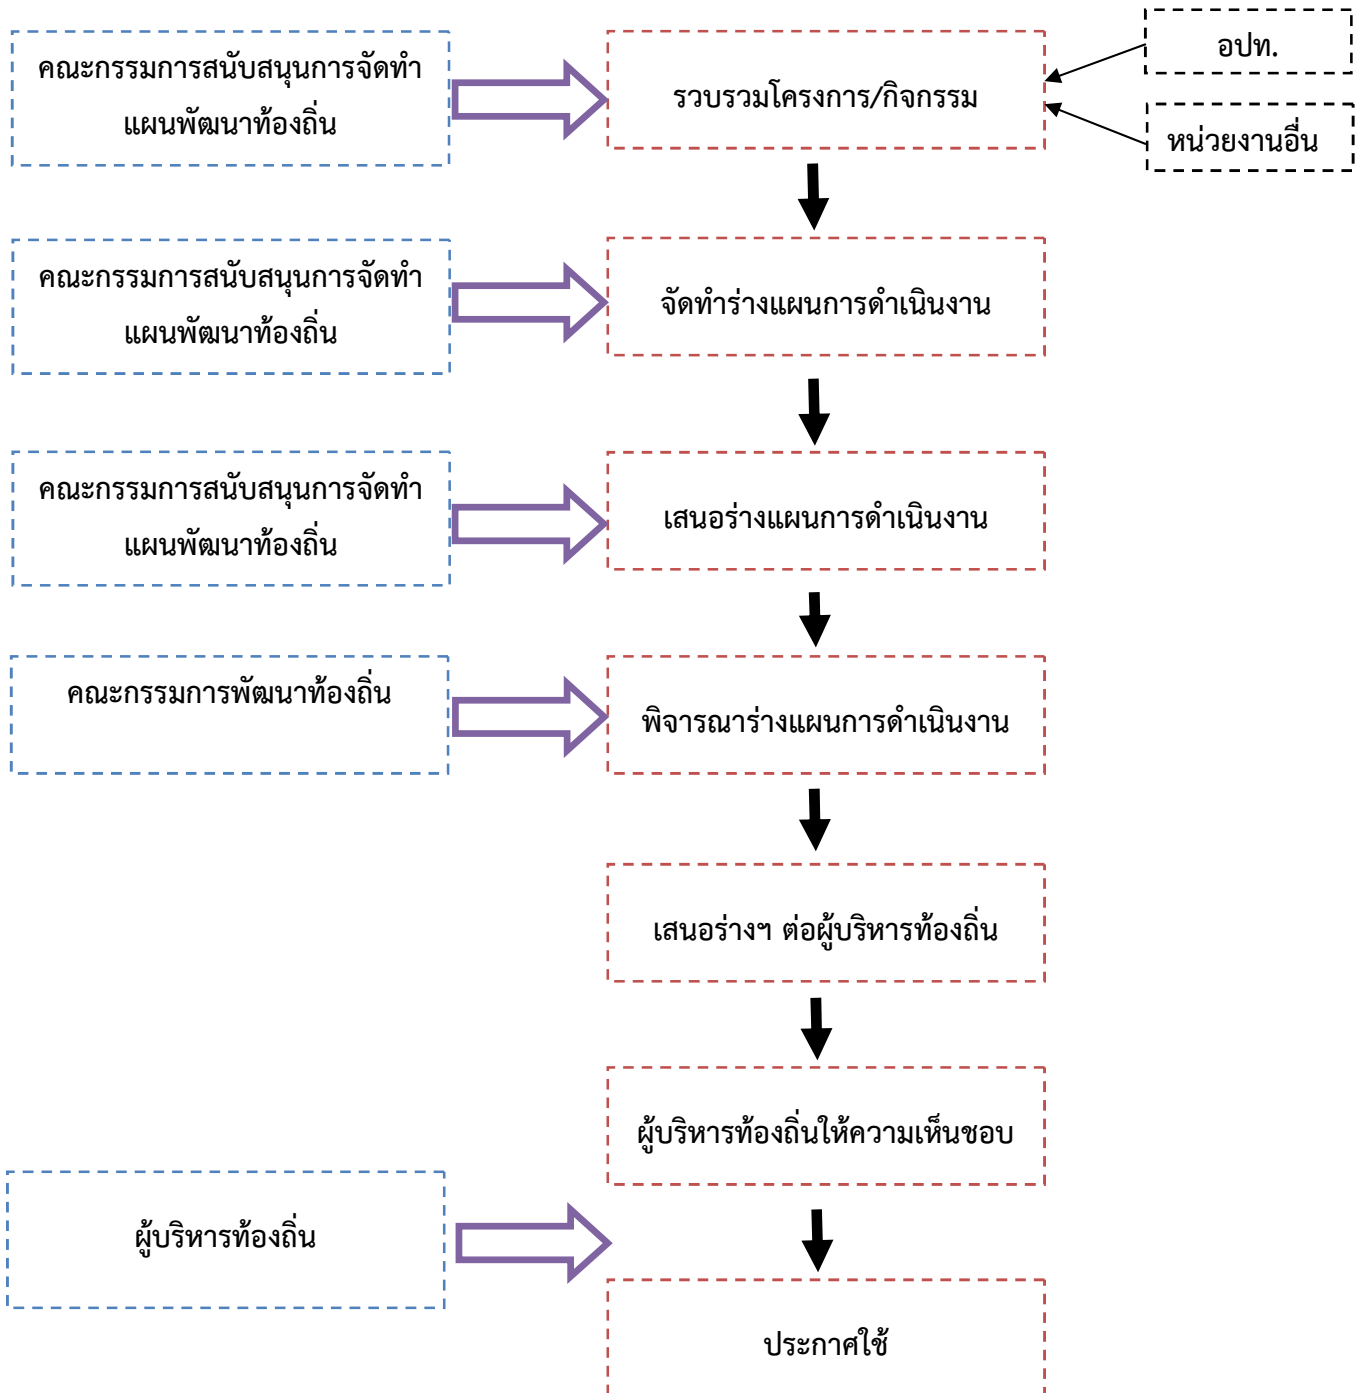 คณะกรรมการสนับสนุนการจัดทำ
แผนพัฒนาท้องถิ่น
รวบรวมโครงการ/กิจกรรม
อปท.
หน่วยงานอื่น
คณะกรรมการสนับสนุนการจัดทำ
แผนพัฒนาท้องถิ่น
จัดทำร่างแผนการดำเนินงาน
คณะกรรมการสนับสนุนการจัดทำ
แผนพัฒนาท้องถิ่น
เสนอร่างแผนการดำเนินงาน
คณะกรรมการพัฒนาท้องถิ่น
พิจารณาร่างแผนการดำเนินงาน
เสนอร่างฯ ต่อผู้บริหารท้องถิ่น
ผู้บริหารท้องถิ่นให้ความเห็นชอบ
ผู้บริหารท้องถิ่น
ประกาศใช้